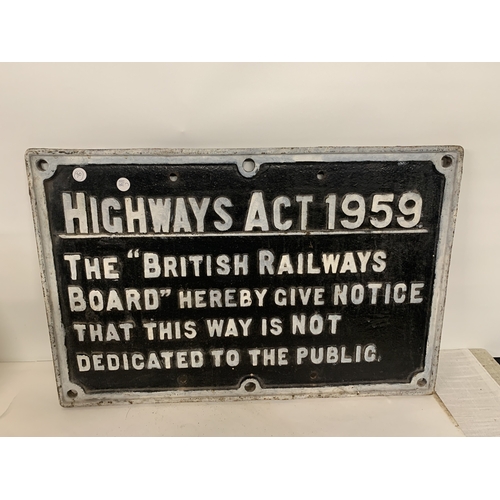 HIGHWAYS ACT 1959
THE "BRITISH RAILWAYS
BOARD" HEREBY GIVE NOTICE
THAT THIS WAY IS NOT
DEDICATED TO THE PUBLIC.